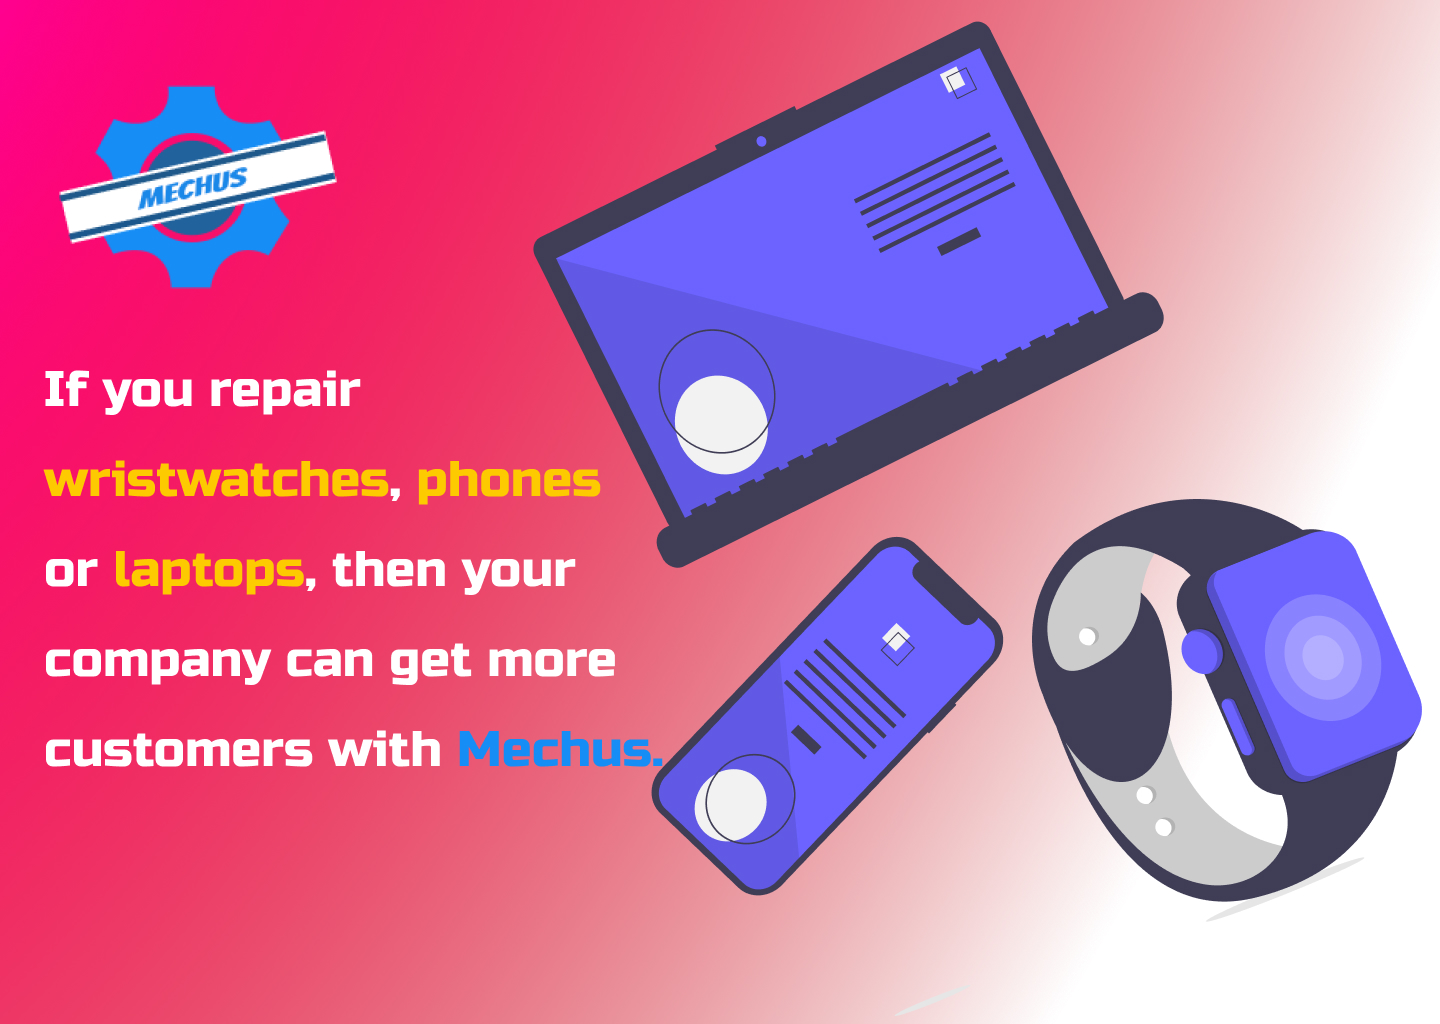 MECHUS
If you repair
wristwatches, phones
or laptops, then your
company can get more
customers with Mechus.